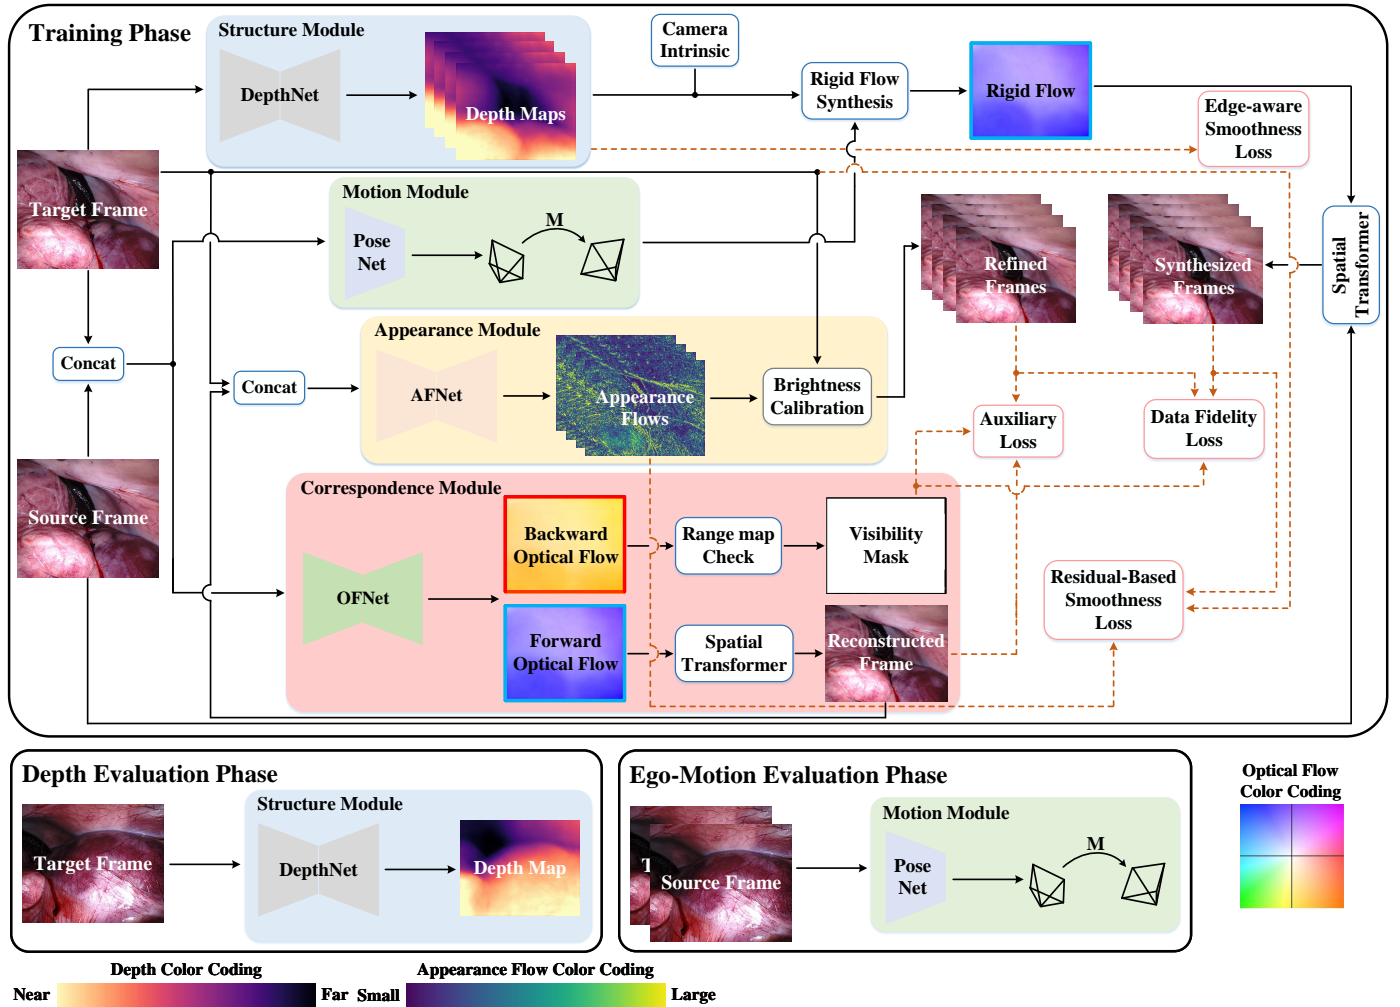 Training Phase
Structure Module
DepthNet
Depth Maps
Camera
Intrinsic
Rigid Flow
Synthesis
Rigid Flow
Edge-aware
Smoothness
Loss
Target Frame
Motion Module
Pose
Net
M
Refined
Frames
Synthesized
Frames
Spatial
Transformer
Concat
Appearance Module
Concat
AFNet
Appearance
Flows
Brightness
Calibration
Auxiliary
Loss
Data Fidelity
Loss
Source Frame
Correspondence Module
OFNet
Backward
Optical Flow
Range map
Check
Visibility
Mask
Forward
Optical Flow
Spatial
Transformer
Reconstructed
Frame
Residual-Based
Smoothness
Loss
Depth Evaluation Phase
Target Frame
Structure Module
DepthNet
Depth Map
Ego-Motion Evaluation Phase
T
Source Frame
Motion Module
Pose
Net
M
Optical Flow
Color Coding
Depth Color Coding
Near
Far
Appearance Flow Color Coding
Small
Large